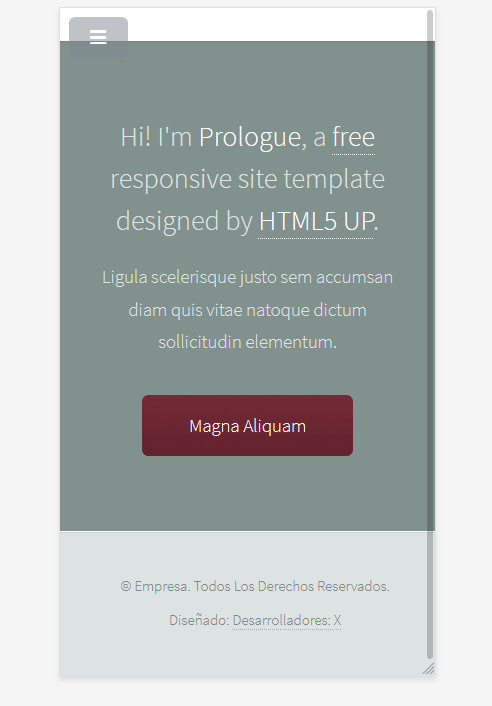 Hi! I'm Prologue, a free
responsive site template
designed by HTML5 UP.
Ligula scelerisque justo sem accumsan
diam quis vitae natoque dictum
sollicitudin elementum.
Magna Aliquam
© Empresa. Todos Los Derechos Reservados.
Diseñado: Desarrolladores: X